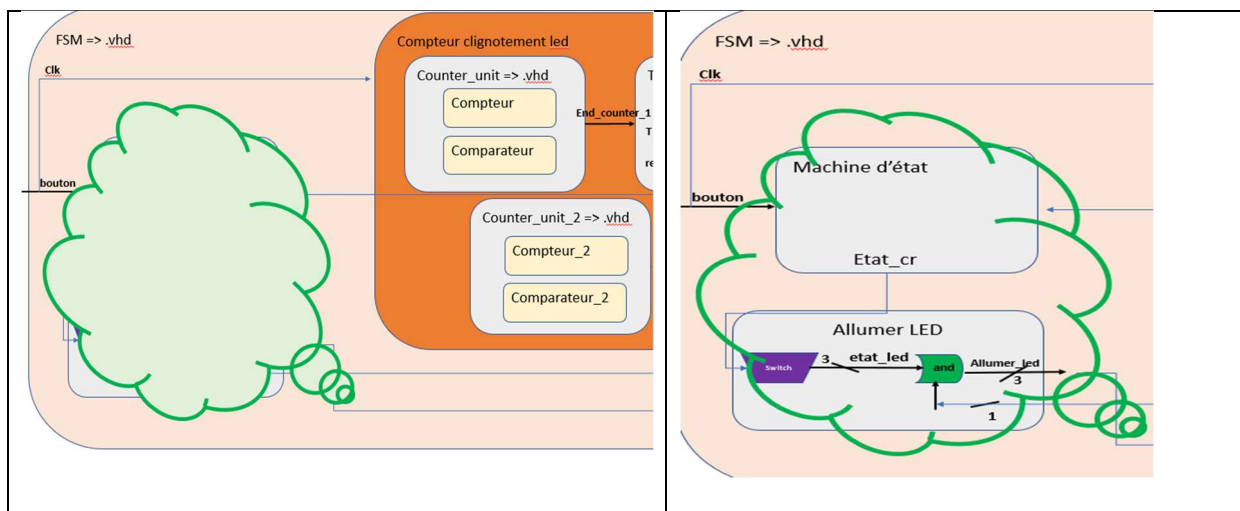 FSM => .vhd
Clk
bouton
Compteur clignotement led
Counter_unit => .vhd
Compteur
Comparateur
End_counter_1
T
T
re
Counter_unit_2 => .vhd
Compteur_2
Comparateur_2
FSM => .vhd
Clk
bouton
Machine d'état
Etat_cr
Allumer LED
Switch
3
etat_led
and
Allumer_led
3
1